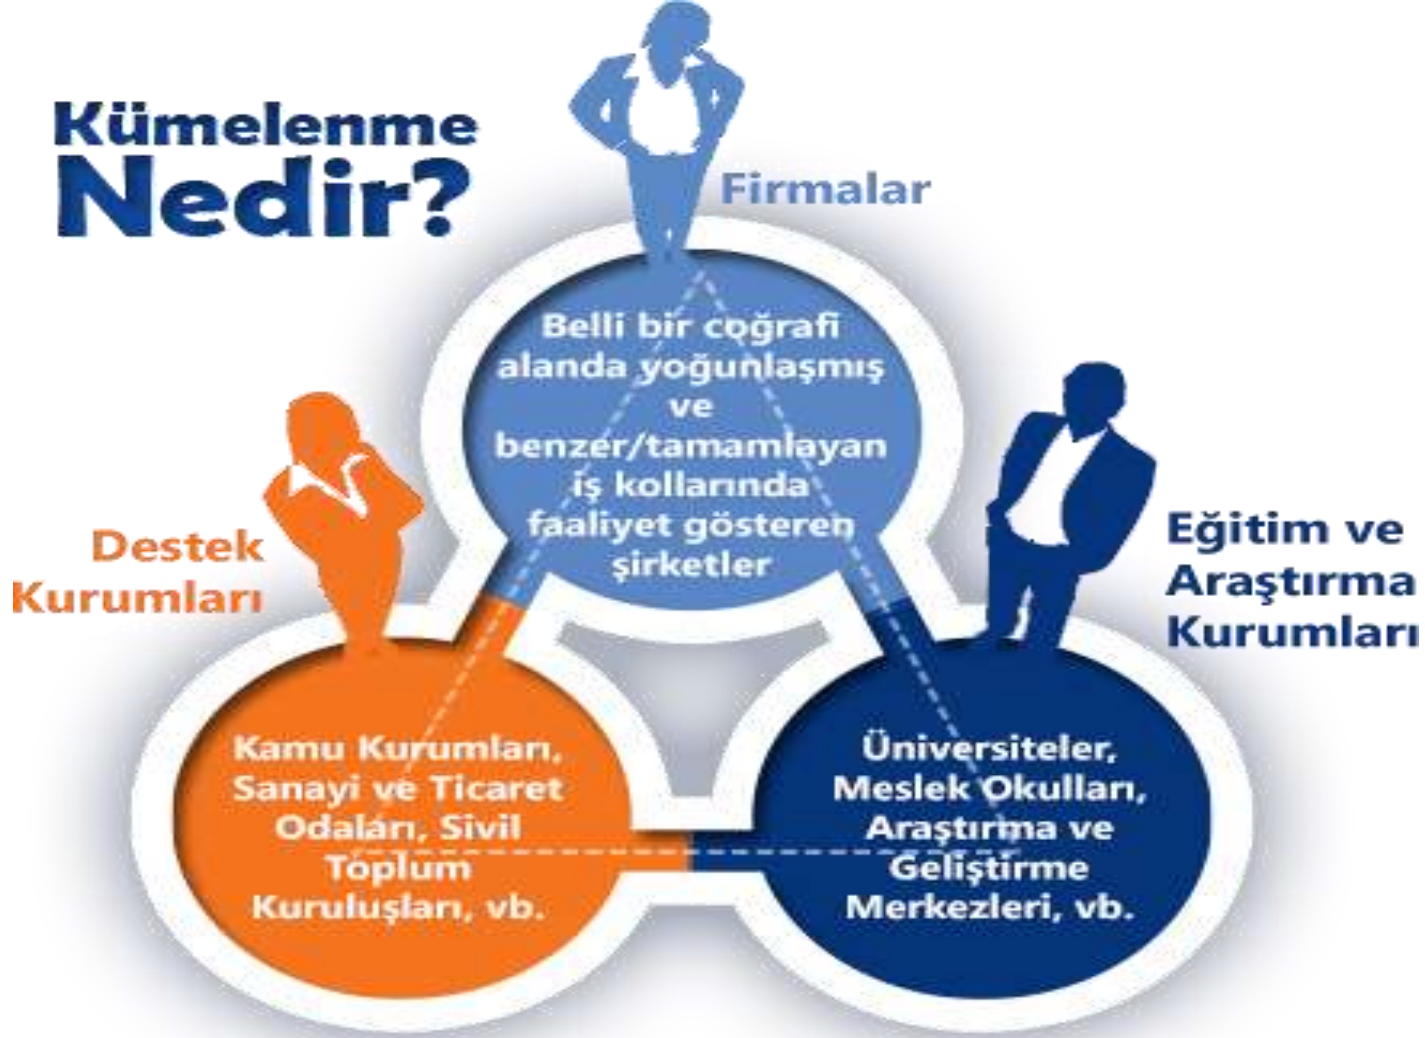 Kümelenme
Nedir?
Firmalar
Belli bir coğrafi
alanda yoğunlaşmış
ve
benzer/tamamlayan
iş kollarında
faaliyet gösteren
şirketler
Destek
Kurumları
Kamu Kurumları,
Sanayi ve Ticaret
Odaları, Sivil
Toplum
Kuruluşları, vb.
Eğitim ve
Araştırma
Kurumları
Üniversiteler,
Meslek Okulları,
Araştırma ve
Geliştirme
Merkezleri, vb.